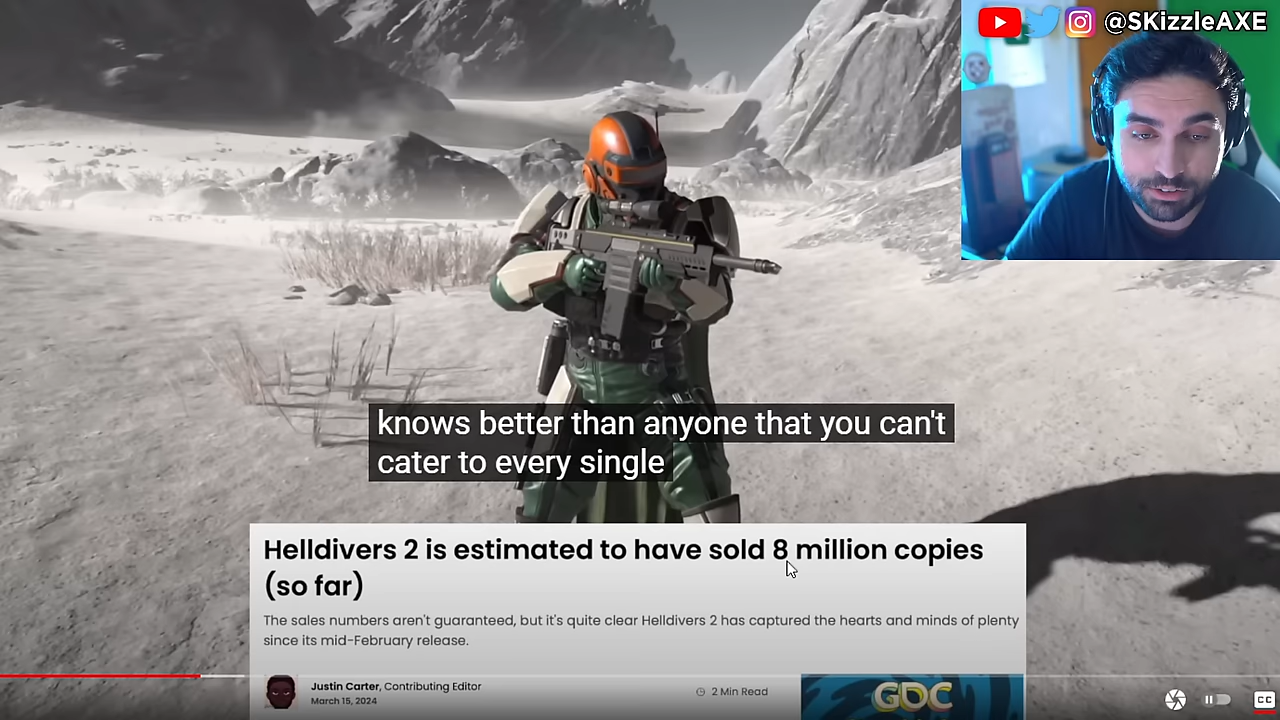 @SKizzleAXE
knows better than anyone that you can't
cater to every single
Helldivers 2 is estimated to have sold 8 million copies
(so far)
The sales numbers aren't guaranteed, but it's quite clear Helldivers 2 has captured the hearts and minds of plenty
since its mid-February release.
Justin Carter, Contributing Editor
March 15, 2024
2 Min Read
GDC
CC